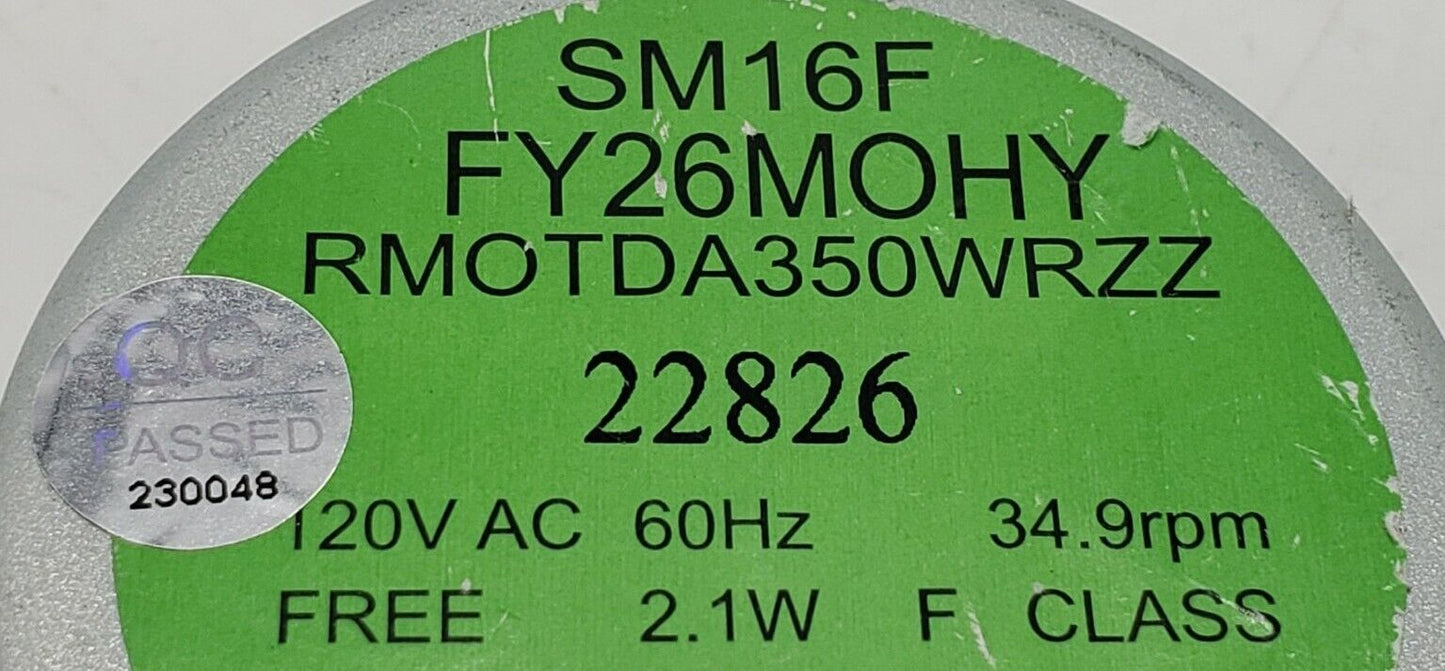 SM16F
FY26MOHY
RMOTDA350WRZZ
22826
QC
PASSED
230048
120V AC 60Hz 34.9rpm
FREE 2.1W F CLASS